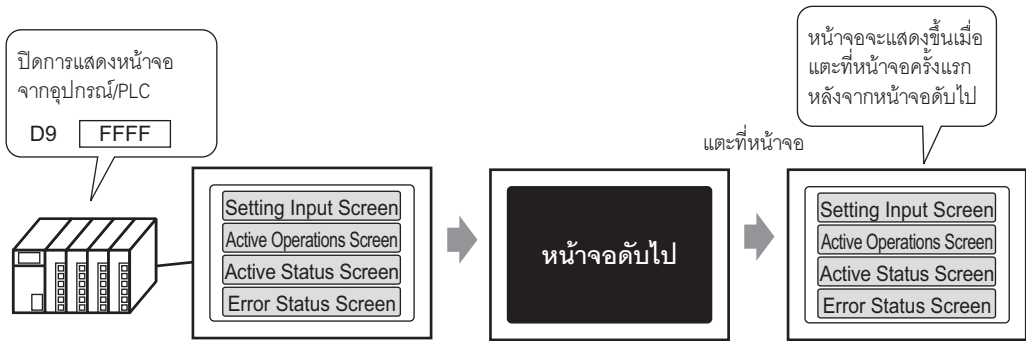 ปิดการแสดงหน้าจอ
จากอุปกรณ์/PLC
D9 FFFF
Setting Input Screen
Active Operations Screen
Active Status Screen
Error Status Screen
หน้าจอดับไป
แตะที่หน้าจอ
หน้าจอจะแสดงขึ้นเมื่อ
แตะที่หน้าจอครั้งแรก
หลังจากหน้าจอดับไป
Setting Input Screen
Active Operations Screen
Active Status Screen
Error Status Screen